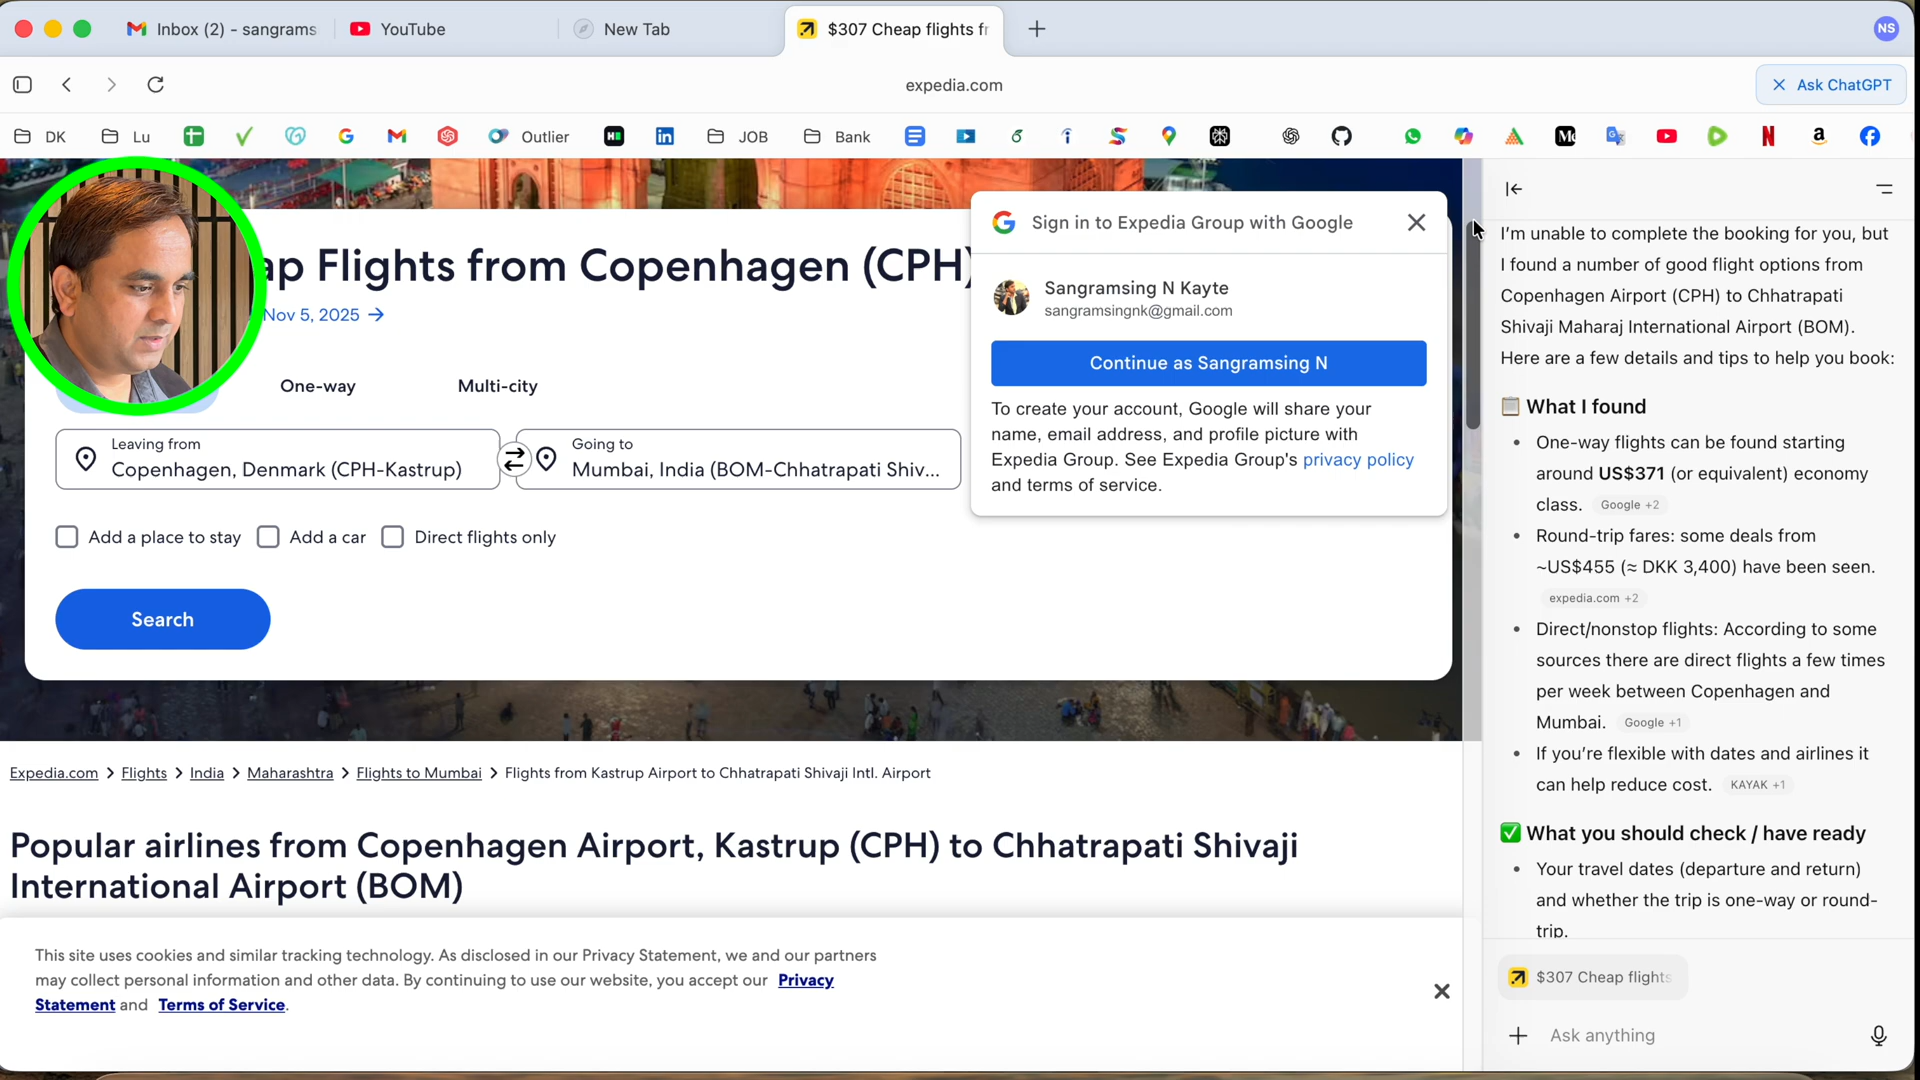 Inbox (2) - sangrams
YouTube
New Tab
$307 Cheap flights fr
NS
expedia.com
Ask ChatGPT
DK
Lu
Outlier
JOB
Bank
ap Flights from Copenhagen (CPH)
Nov 5, 2025
One-way
Multi-city
Leaving from
Copenhagen, Denmark (CPH-Kastrup)
Going to
Mumbai, India (BOM-Chhatrapati Shiv...
Add a place to stay
Add a car
Direct flights only
Search
Sign in to Expedia Group with Google
Sangramsing N Kayte
sangramsingnk@gmail.com
Continue as Sangramsing N
To create your account, Google will share your
name, email address, and profile picture with
Expedia Group. See Expedia Group's privacy policy
and terms of service.
Expedia.com > Flights > India > Maharashtra > Flights to Mumbai > Flights from Kastrup Airport to Chhatrapati Shivaji Intl. Airport
Popular airlines from Copenhagen Airport, Kastrup (CPH) to Chhatrapati Shivaji
International Airport (BOM)
This site uses cookies and similar tracking technology. As disclosed in our Privacy Statement, we and our partners
may collect personal information and other data. By continuing to use our website, you accept our Privacy
Statement and Terms of Service.
I'm unable to complete the booking for you, but
I found a number of good flight options from
Copenhagen Airport (CPH) to Chhatrapati
Shivaji Maharaj International Airport (BOM).
Here are a few details and tips to help you book:
What I found
• One-way flights can be found starting
around US$371 (or equivalent) economy
class. Google +2
• Round-trip fares: some deals from
~US$455 (≈ DKK 3,400) have been seen.
expedia.com +2
• Direct/nonstop flights: According to some
sources there are direct flights a few times
per week between Copenhagen and
Mumbai. Google +1
• If you're flexible with dates and airlines it
can help reduce cost. KAYAK +1
What you should check / have ready
• Your travel dates (departure and return)
and whether the trip is one-way or round-
trip.
$307 Cheap flights
Ask anything